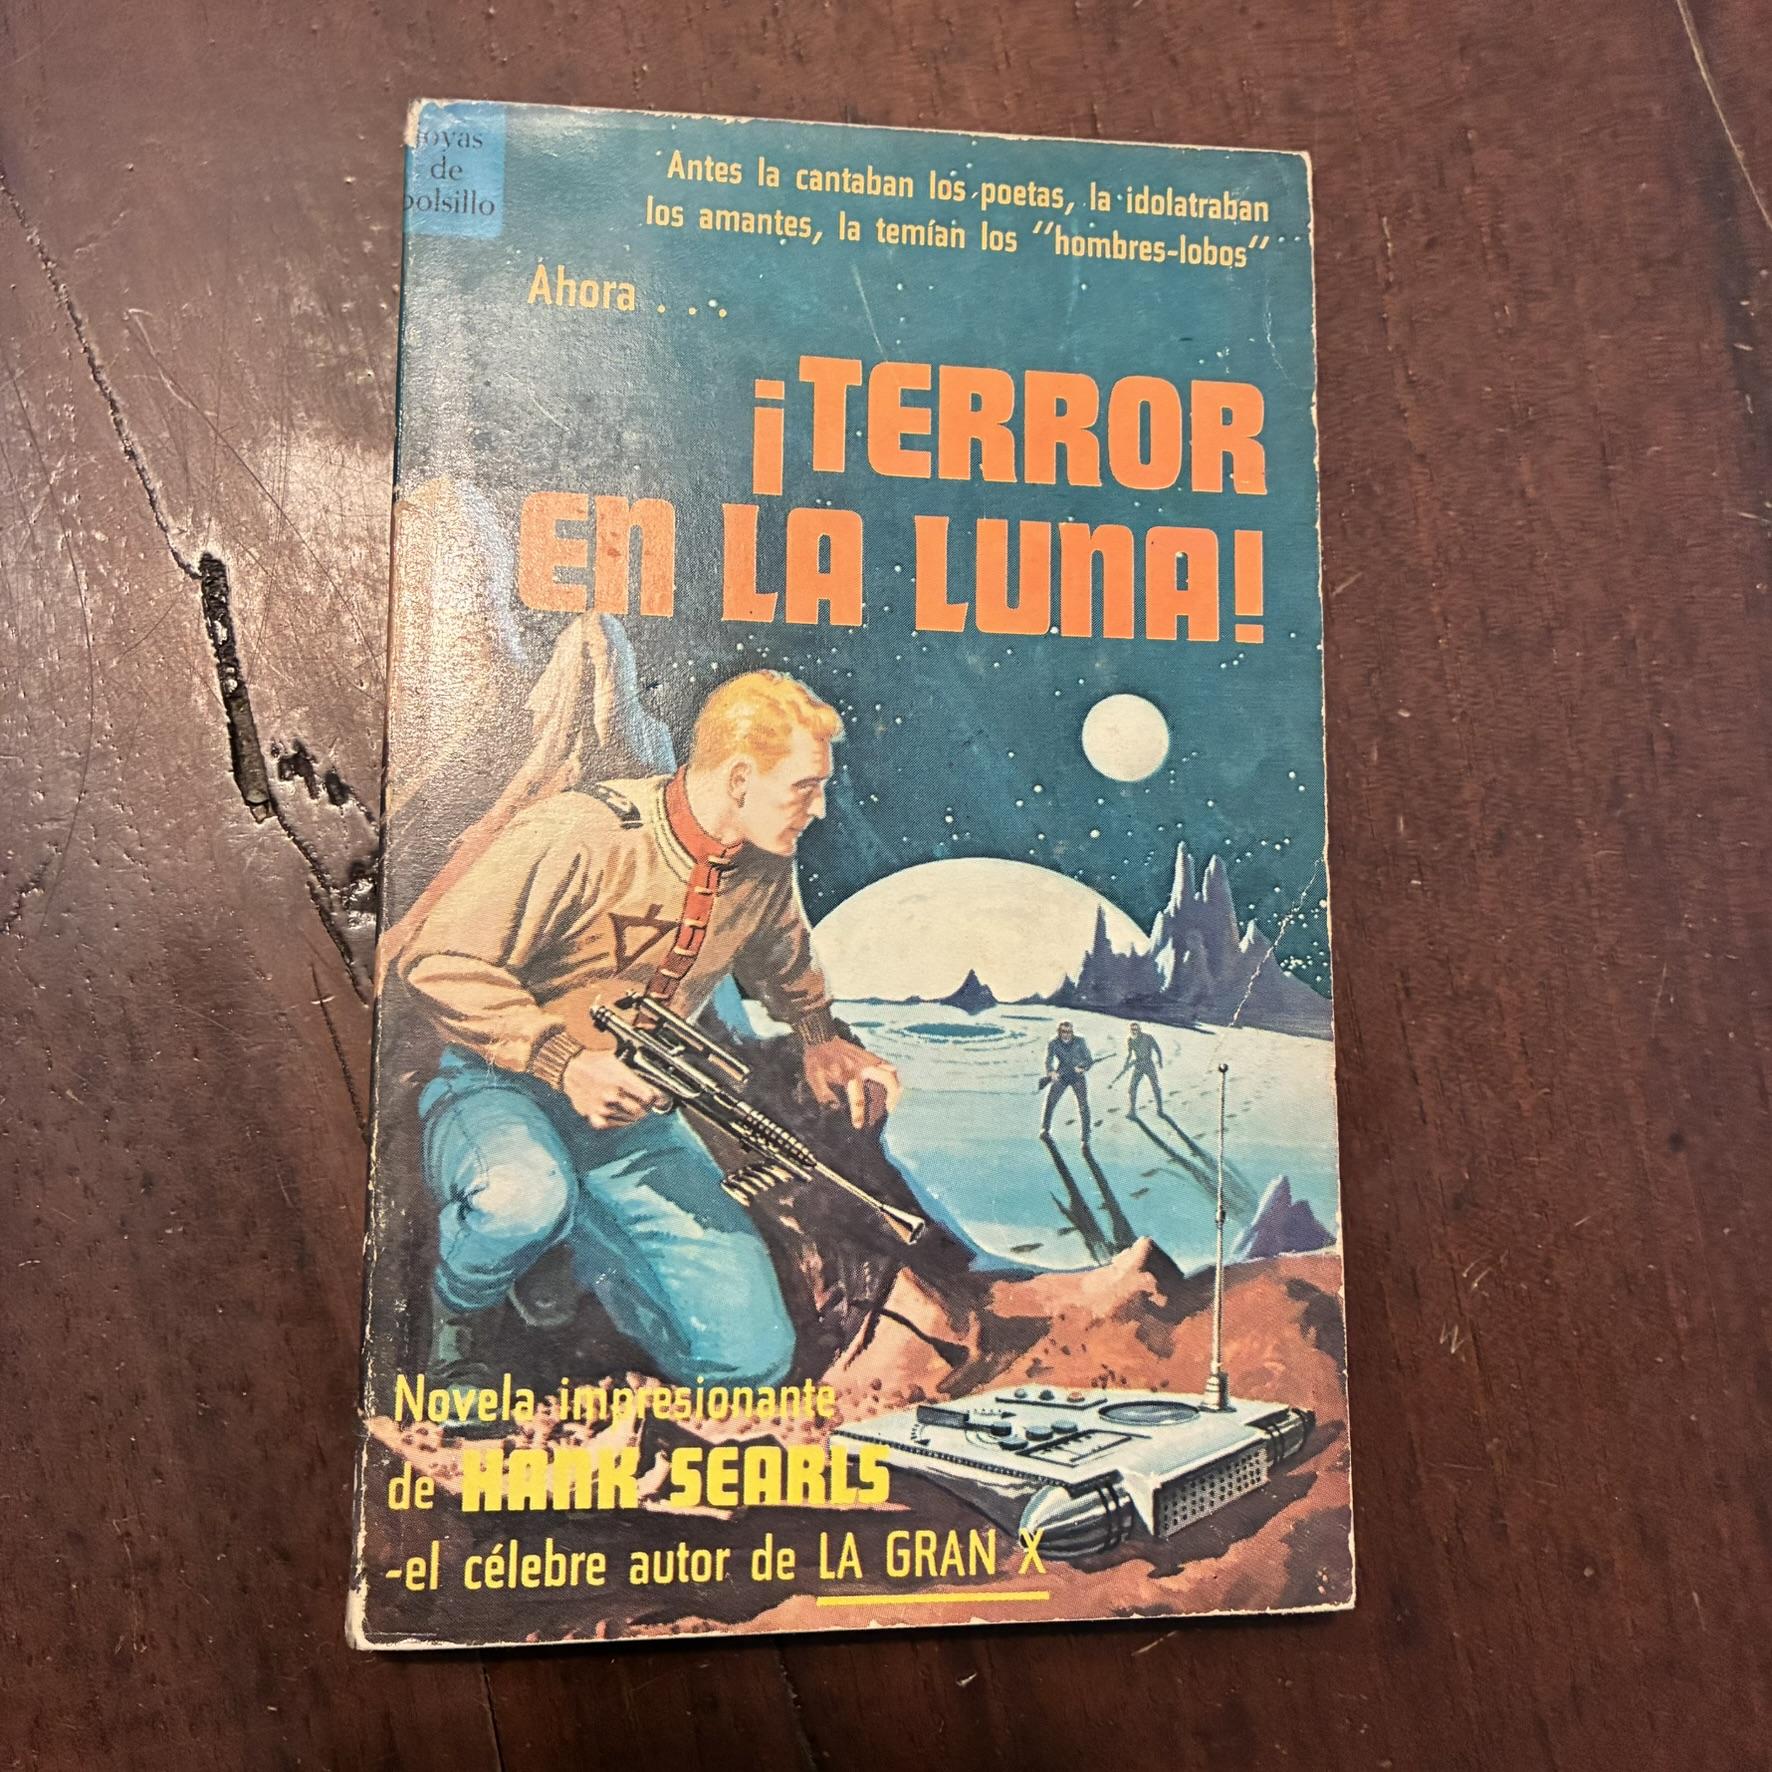 Joyas
de
bolsillo
Antes la cantaban los poetas, la idolatraban
los amantes, la temían los "hombres-lobos"
Ahora . . .
¡TERROR
EN LA LUNA!
Novela impresionante
de HANK SEARLS
-el célebre autor de LA GRAN X